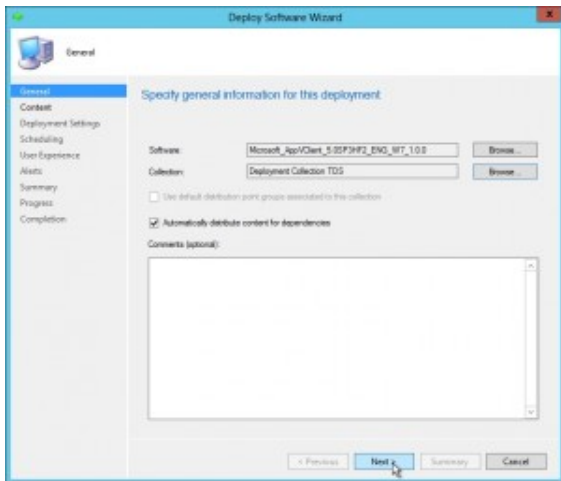 Deploy Software Wizard
x
General
General
Content
Deployment Settings
Scheduling
User Experience
Alerts
Summary
Progress
Completion
Specify general information for this deployment
Software: Microsoft_AppVClient_5.0SP3HF2_ENG_W7_1.0.0 Browse...
Collection: Deployment Collection TDS Browse...
Use default distribution point groups associated to this collection
Automatically distribute content for dependencies
Comments (optional):
< Previous Next > Summary Cancel